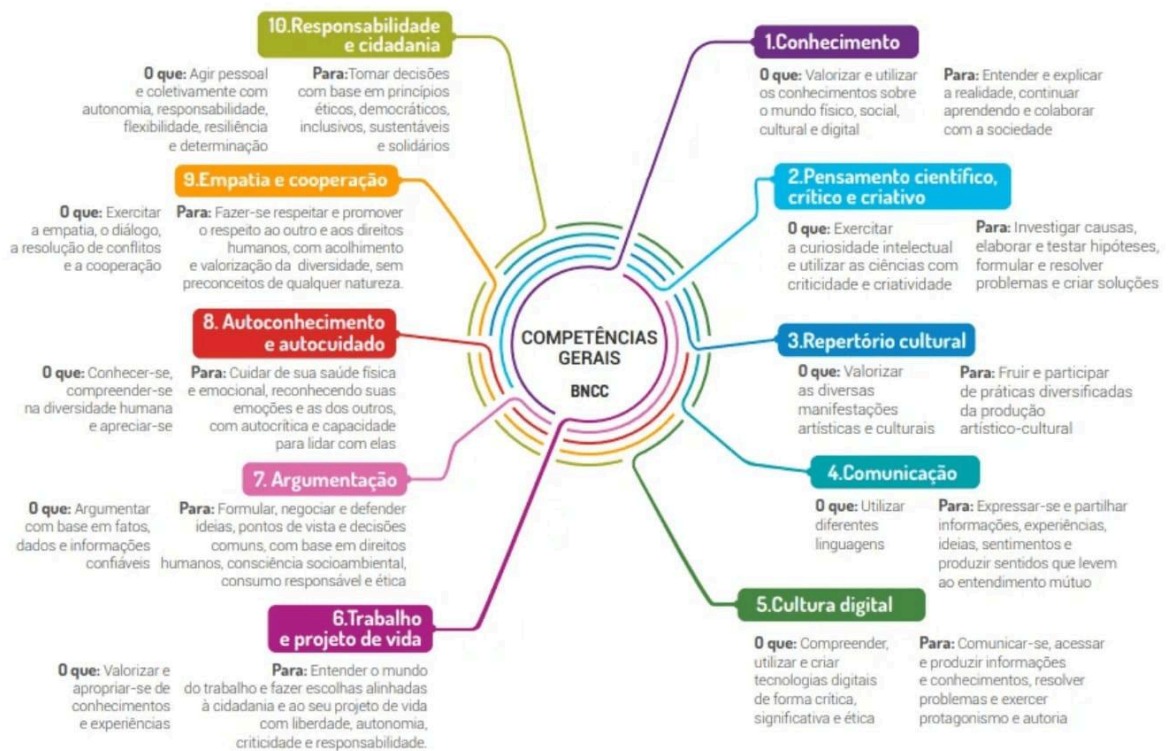 COMPETÊNCIAS
GERAIS
BNCC
1.Conhecimento
O que: Valorizar e utilizar
os conhecimentos sobre
o mundo físico, social,
cultural e digital
Para: Entender e explicar
a realidade, continuar
aprendendo e colaborar
com a sociedade
2.Pensamento científico,
crítico e criativo
O que: Exercitar
a curiosidade intelectual
e utilizar as ciências com
criticidade e criatividade
Para: Investigar causas,
elaborar e testar hipóteses,
formular e resolver
problemas e criar soluções
3.Repertório cultural
O que: Valorizar
as diversas
manifestações
artísticas e culturais
Para: Fruir e participar
de práticas diversificadas
da produção
artístico-cultural
4.Comunicação
O que: Utilizar
diferentes
linguagens
Para: Expressar-se e partilhar
informações, experiências,
ideias, sentimentos e
produzir sentidos que levem
ao entendimento mútuo
5.Cultura digital
O que: Compreender,
utilizar e criar
tecnologias digitais
de forma crítica,
significativa e ética
Para: Comunicar-se, acessar
e produzir informações
e conhecimentos, resolver
problemas e exercer
protagonismo e autoria
6.Trabalho
e projeto de vida
O que: Valorizar e
apropriar-se de
conhecimentos
e experiências
Para: Entender o mundo
do trabalho e fazer escolhas alinhadas
à cidadania e ao seu projeto de vida
com liberdade, autonomia,
criticidade e responsabilidade.
7. Argumentação
O que: Argumentar
com base em fatos,
dados e informações
confiáveis
Para: Formular, negociar e defender
ideias, pontos de vista e decisões
comuns, com base em direitos
humanos, consciência socioambiental,
consumo responsável e ética
8. Autoconhecimento
e autocuidado
O que: Conhecer-se,
compreender-se
na diversidade humana
e apreciar-se
Para: Cuidar de sua saúde física
e emocional, reconhecendo suas
emoções e as dos outros,
com autocrítica e capacidade
para lidar com elas
9.Empatia e cooperação
O que: Exercitar
a empatia, o diálogo,
a resolução de conflitos
e a cooperação
Para: Fazer-se respeitar e promover
o respeito ao outro e aos direitos
humanos, com acolhimento
e valorização da diversidade, sem
preconceitos de qualquer natureza.
10.Responsabilidade
e cidadania
O que: Agir pessoal
e coletivamente com
autonomia, responsabilidade,
flexibilidade, resiliência
e determinação
Para:Tomar decisões
com base em princípios
éticos, democráticos,
inclusivos, sustentáveis
e solidários